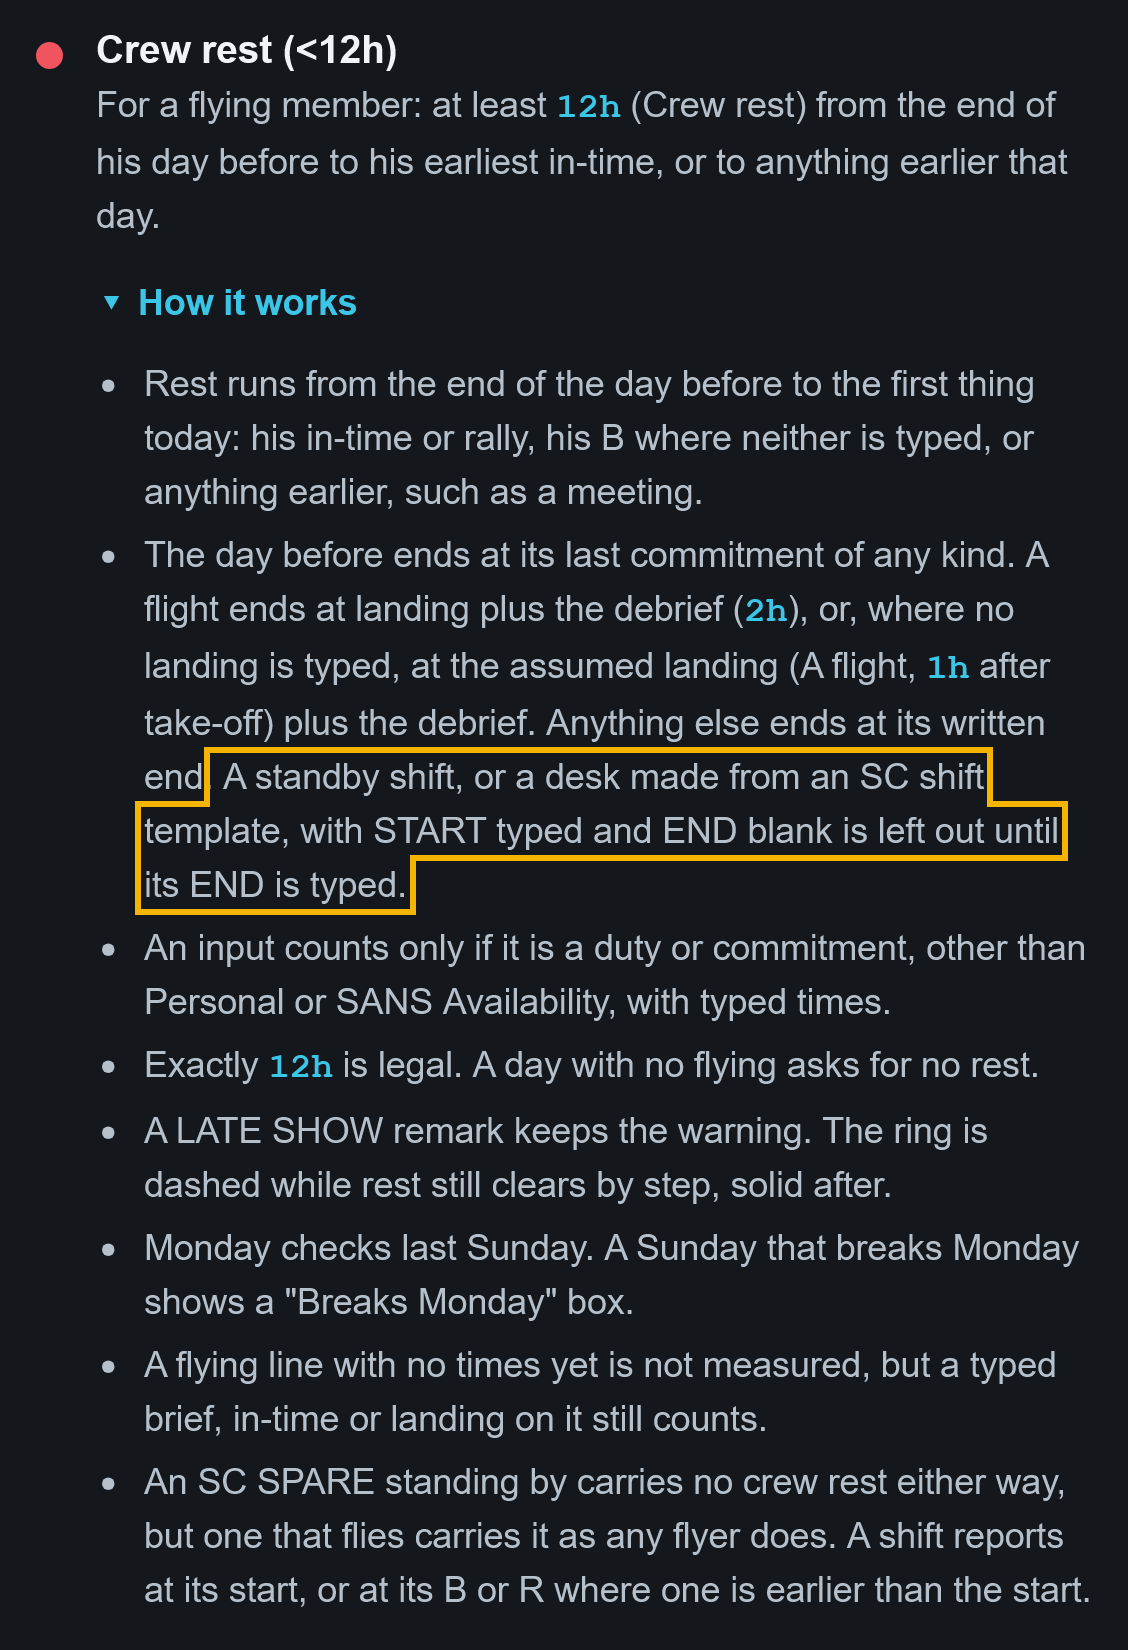 Crew rest (<12h)
For a flying member: at least 12h (Crew rest) from the end of
his day before to his earliest in-time, or to anything earlier that
day.
▼ How it works
• Rest runs from the end of the day before to the first thing
today: his in-time or rally, his B where neither is typed, or
anything earlier, such as a meeting.
• The day before ends at its last commitment of any kind. A
flight ends at landing plus the debrief (2h), or, where no
landing is typed, at the assumed landing (A flight, 1h after
take-off) plus the debrief. Anything else ends at its written
end. A standby shift, or a desk made from an SC shift
template, with START typed and END blank is left out until
its END is typed.
• An input counts only if it is a duty or commitment, other than
Personal or SANS Availability, with typed times.
• Exactly 12h is legal. A day with no flying asks for no rest.
• A LATE SHOW remark keeps the warning. The ring is
dashed while rest still clears by step, solid after.
• Monday checks last Sunday. A Sunday that breaks Monday
shows a "Breaks Monday" box.
• A flying line with no times yet is not measured, but a typed
brief, in-time or landing on it still counts.
• An SC SPARE standing by carries no crew rest either way,
but one that flies carries it as any flyer does. A shift reports
at its start, or at its B or R where one is earlier than the start.